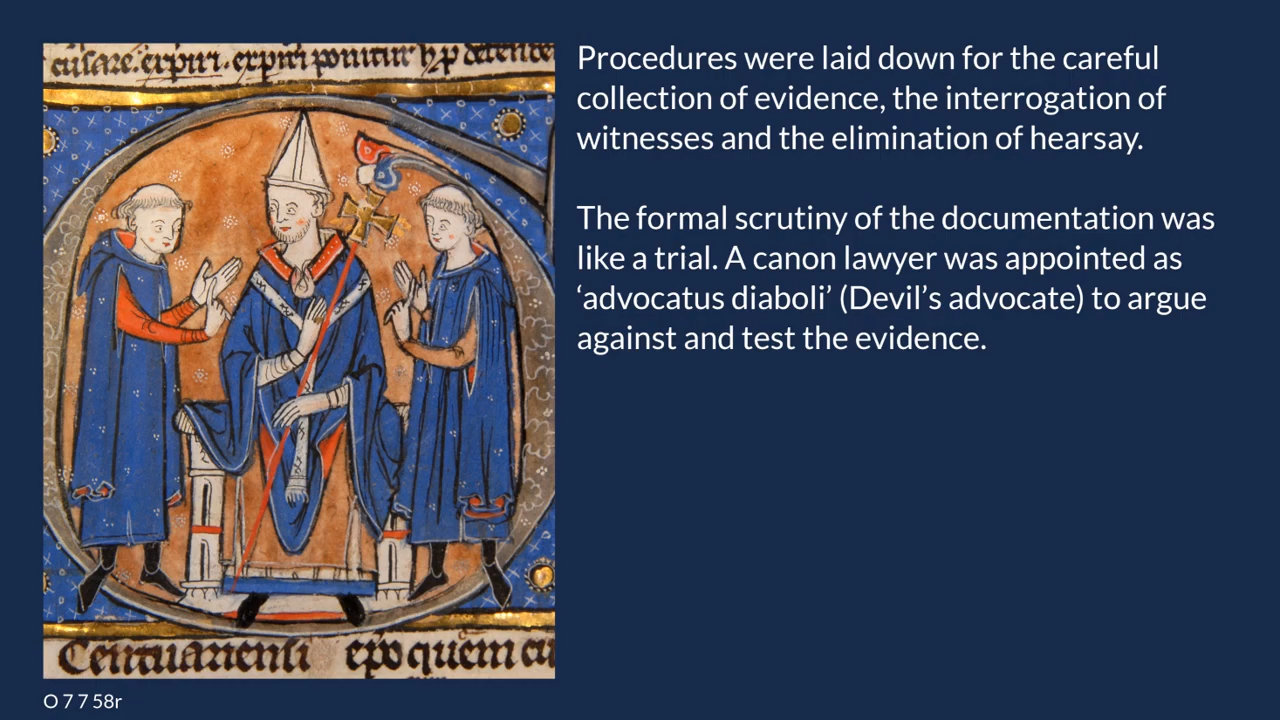 Procedures were laid down for the careful
collection of evidence, the interrogation of
witnesses and the elimination of hearsay.
The formal scrutiny of the documentation was
like a trial. A canon lawyer was appointed as
‘advocatus diaboli’ (Devil’s advocate) to argue
against and test the evidence.
quem
O 7 7 58r